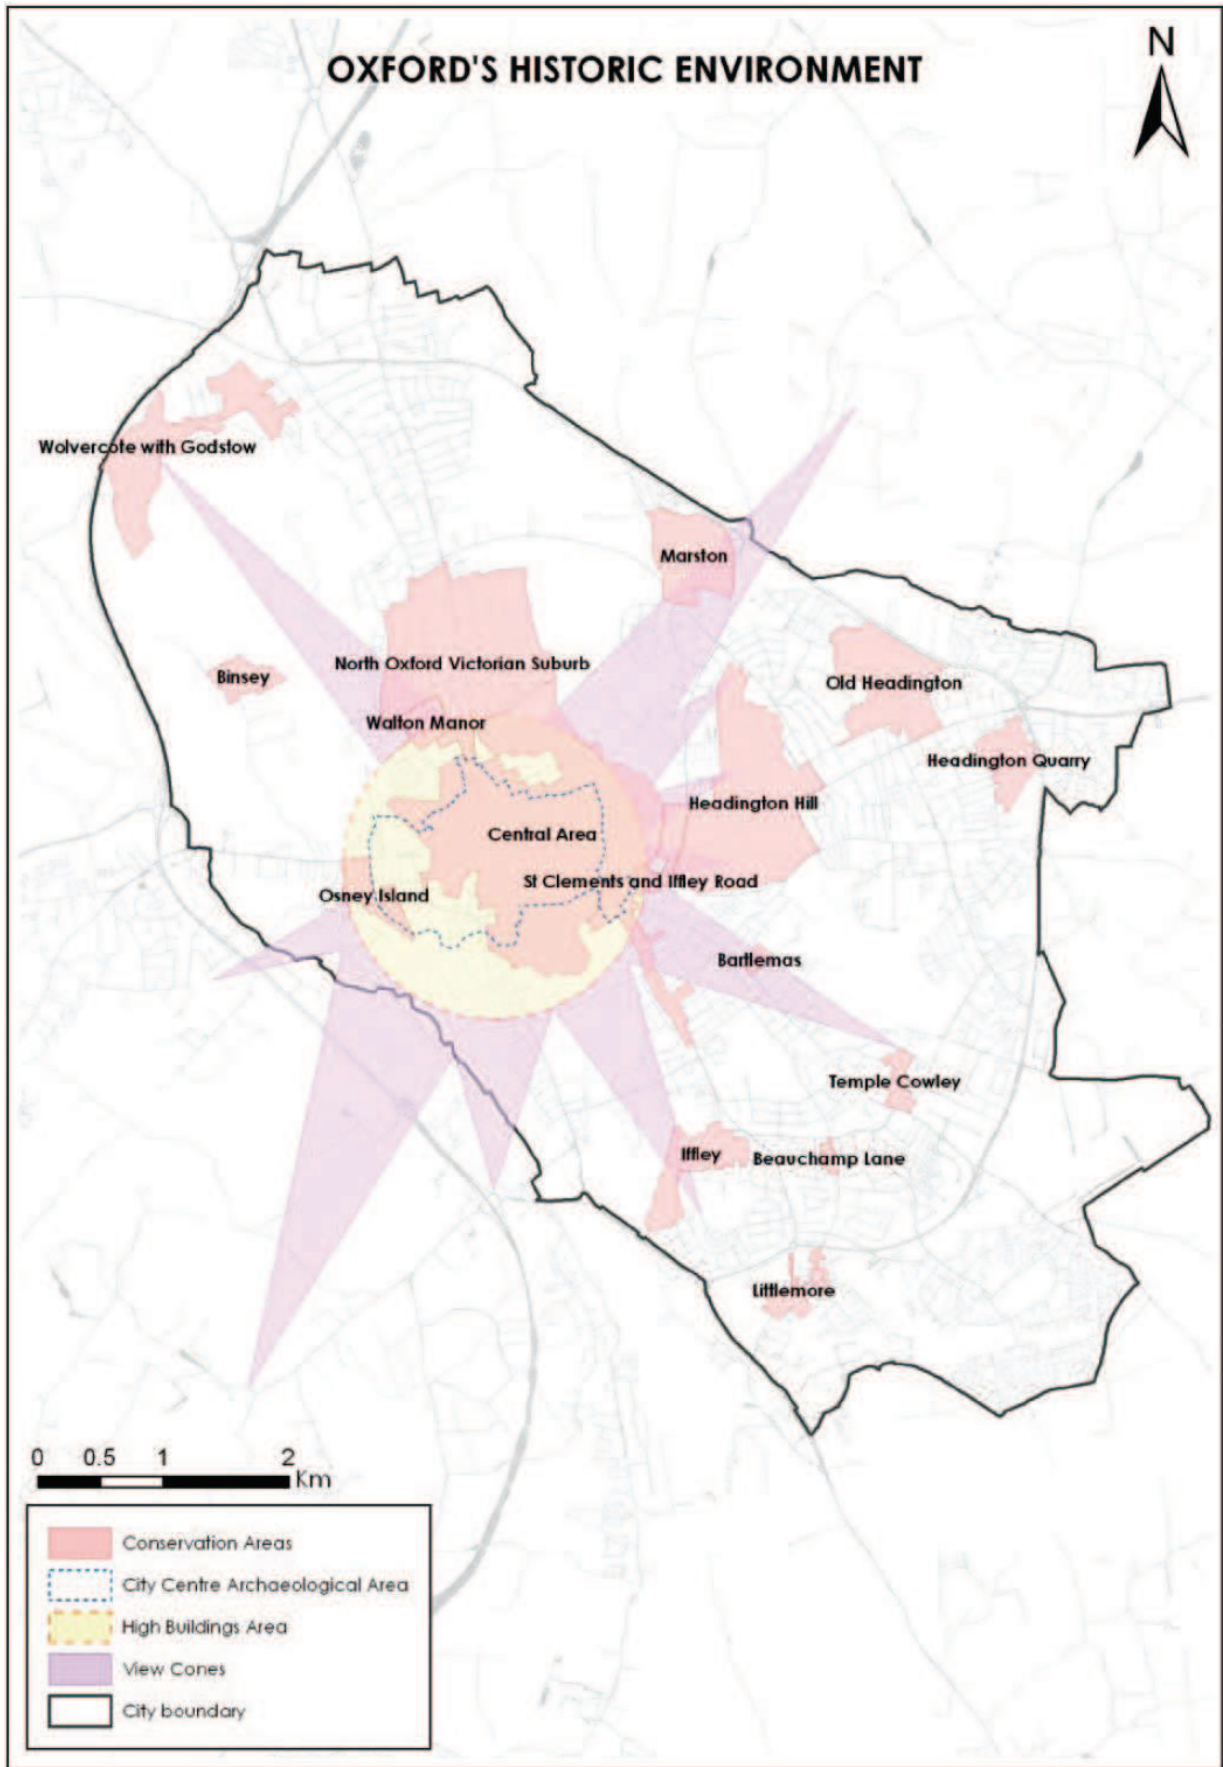 OXFORD'S HISTORIC ENVIRONMENT
N
Wolvercote with Godstow
Marston
North Oxford Victorian Suburb
Binsey
Old Headington
Walton Manor
Headington Quarry
Headington Hill
Central Area
St Clements and Iffley Road
Osney Island
Bartlemas
Temple Cowley
Iffley
Beauchamp Lane
Littlemore
0 0.5 1 2
Km
Conservation Areas
City Centre Archaeological Area
High Buildings Area
View Cones
City boundary